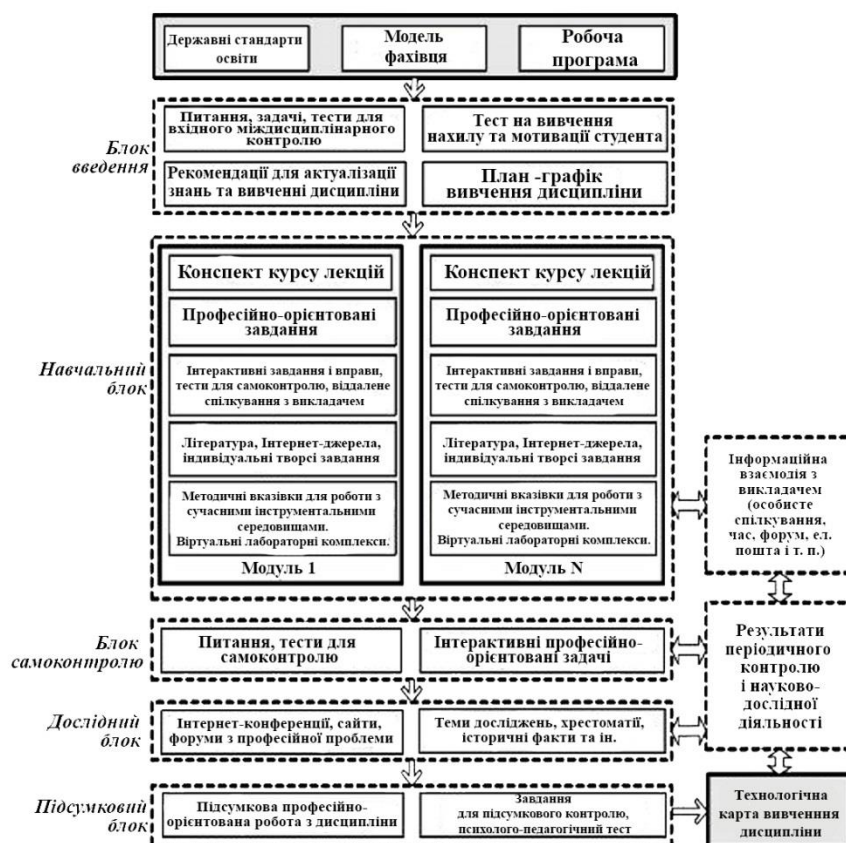 Державні стандарти
освіти
Модель
фахівця
Робоча
програма
Блок
введення
Питання, задачі, тести для
вхідного міждисциплінарного
контролю
Тест на вивчення
нахилу та мотивації студента
Рекомендації для актуалізації
знань та вивченні дисципліни
План -графік
вивчення дисципліни
Навчальний
блок
Конспект курсу лекцій
Професійно-орієнтовані
завдання
Інтерактивні завдання і вправи,
тести для самоконтролю, віддалене
спілкування з викладачем
Література, Інтернет-джерела,
індивідуальні творсі завдання
Методичні вказівки для роботи з
сучасними інструментальними
середовищами.
Віртуальні лабораторні комплекси.
Модуль 1
Конспект курсу лекцій
Професійно-орієнтовані
завдання
Інтерактивні завдання і вправи,
тести для самоконтролю, віддалене
спілкування з викладачем
Література, Інтернет-джерела,
індивідуальні творсі завдання
Методичні вказівки для роботи з
сучасними інструментальними
середовищами.
Віртуальні лабораторні комплекси.
Модуль N
Інформаційна
взаємодія з
викладачем
(особисте
спілкування,
час, форум, ел.
пошта і т. п.)
Блок
самоконтролю
Питання, тести для
самоконтролю
Інтерактивні професійно-
орієнтовані задачі
Результати
періодичного
контролю
і науково-
дослідної
діяльності
Дослідний
блок
Інтернет-конференції, сайти,
форуми з професійної проблеми
Теми досліджень, хрестоматії,
історичні факти та ін.
Підсумковий
блок
Підсумкова професійно-
орієнтована робота з дисципліни
Завдання
для підсумкового контролю,
психолого-педагогічний тест
Технологічна
карта вивченння
дисципліни